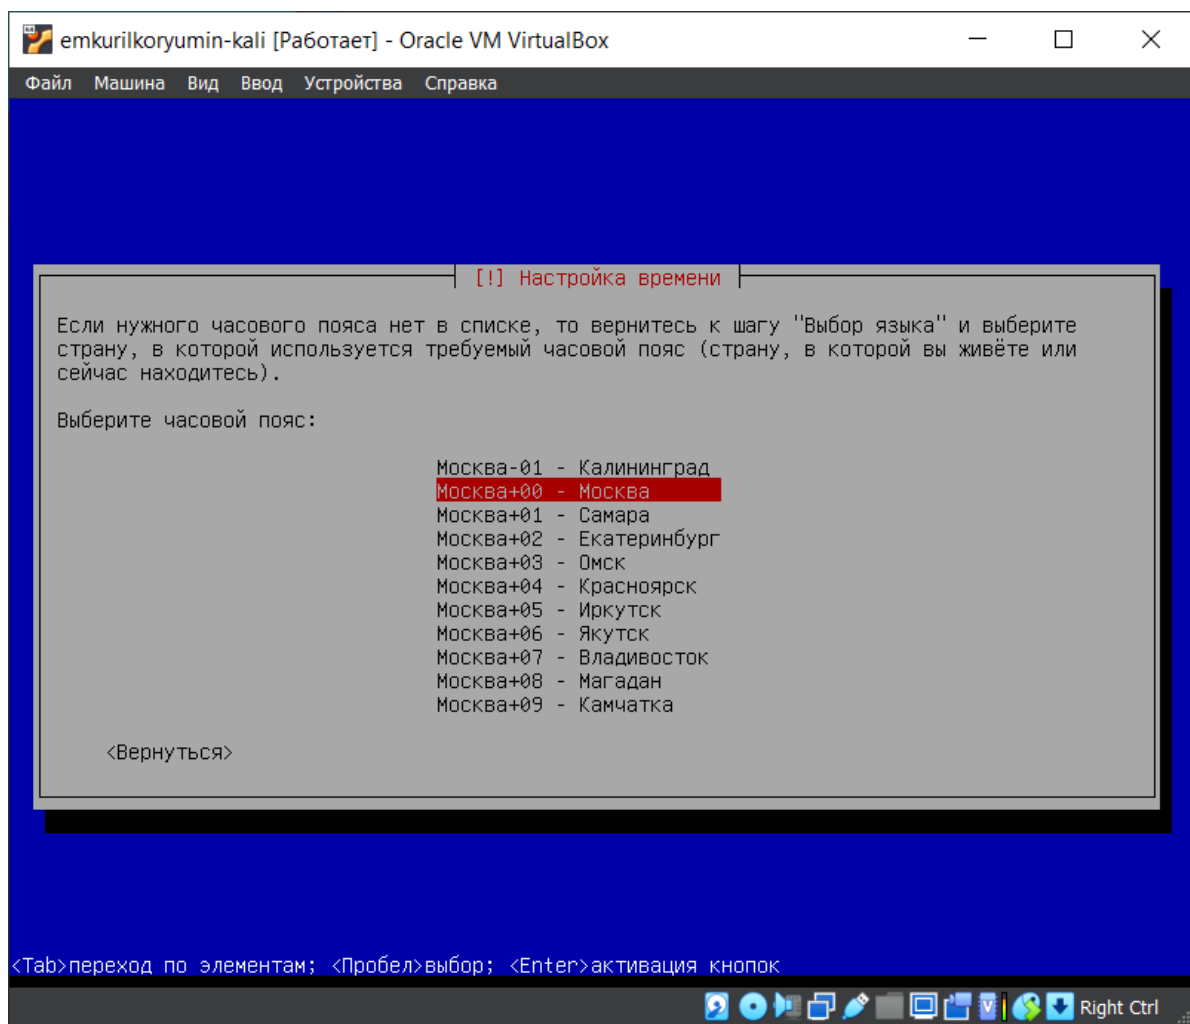 emkurilkoryumin-kali [Работает] - Oracle VM VirtualBox
Файл Машина Вид Ввод Устройства Справка
[!] Настройка времени
Если нужного часового пояса нет в списке, то вернитесь к шагу "Выбор языка" и выберите
страну, в которой используется требуемый часовой пояс (страну, в которой вы живёте или
сейчас находитесь).
Выберите часовой пояс:
Москва-01 - Калининград
Москва+00 - Москва
Москва+01 - Самара
Москва+02 - Екатеринбург
Москва+03 - Омск
Москва+04 - Красноярск
Москва+05 - Иркутск
Москва+06 - Якутск
Москва+07 - Владивосток
Москва+08 - Магадан
Москва+09 - Камчатка
<Вернуться>
<Tab>переход по элементам; <Пробел>выбор; <Enter>активация кнопок
Right Ctrl